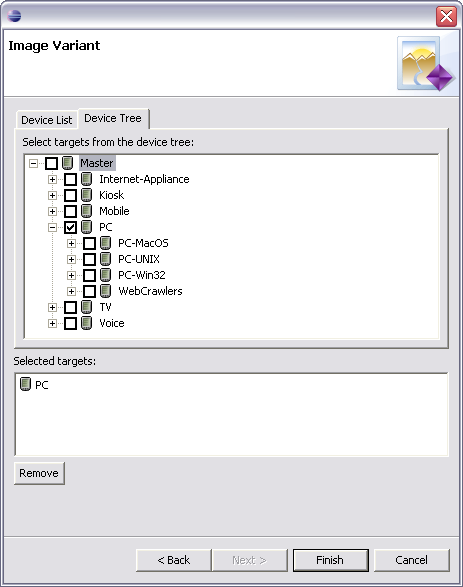 Image Variant
Device List Device Tree
Select targets from the device tree:
Master
Internet-Appliance
Kiosk
Mobile
PC
PC-MacOS
PC-UNIX
PC-Win32
WebCrawlers
TV
Voice
Selected targets:
PC
Remove
< Back Next > Finish Cancel